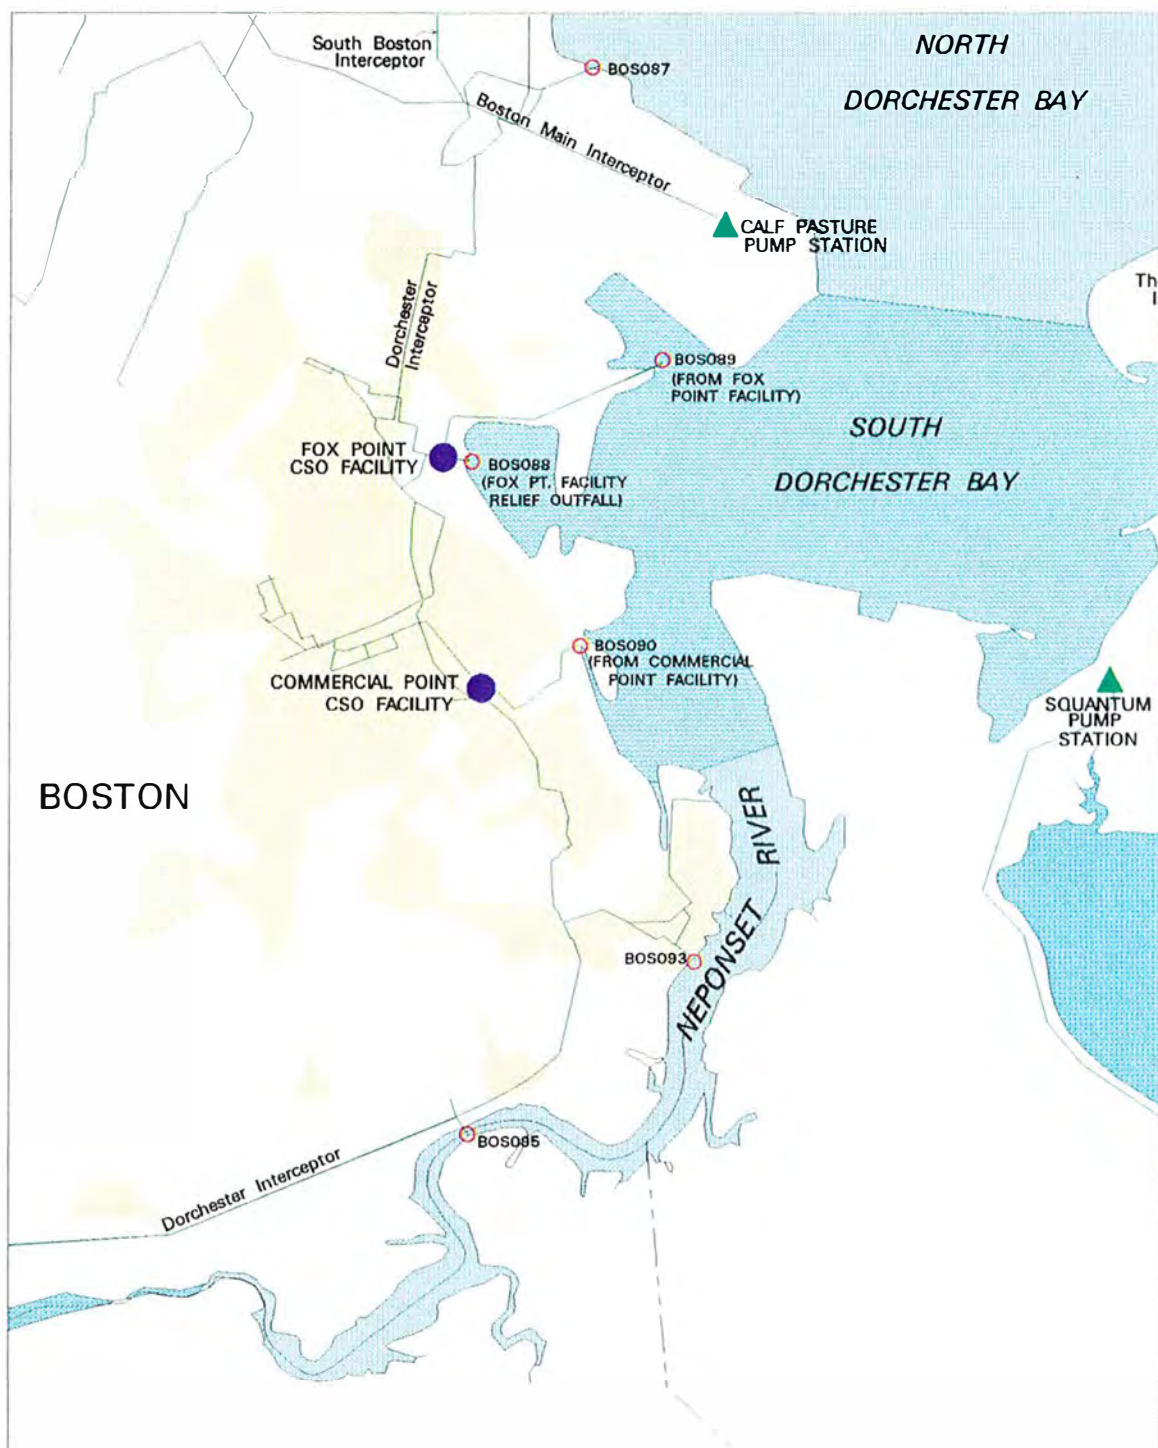 South Boston
Interceptor
NORTH
DORCHESTER BAY
BOS087
Boston Main Interceptor
CALF PASTURE
PUMP STATION
Th
I
Dorchester
Interceptor
BOS089
(FROM FOX
POINT FACILITY)
SOUTH
DORCHESTER BAY
FOX POINT
CSO FACILITY
BOS088
(FOX PT. FACILITY
RELIEF OUTFALL)
BOS090
(FROM COMMERCIAL
POINT FACILITY)
COMMERCIAL POINT
CSO FACILITY
SQUANTUM
PUMP
STATION
BOSTON
NEPONSET RIVER
BOS093
BOS095
Dorchester Interceptor